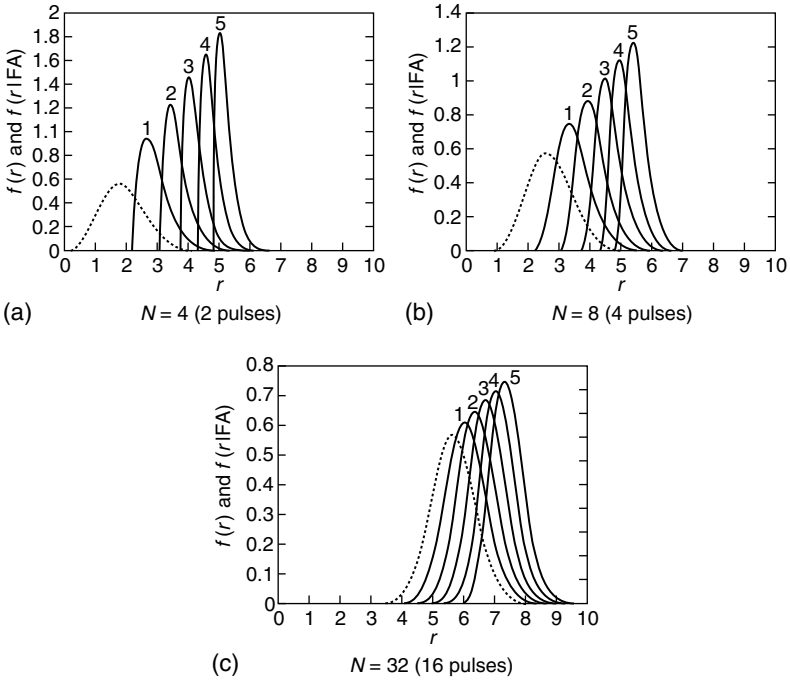 2
1.8
1.6
1.4
1.2
1.1
0.8
0.6
0.4
0.2
0
f (r) and f (r|FA)
1
2
3
4
5
0 1 2 3 4 5 6 7 8 9 10
r
(a)
N = 4 (2 pulses)
1.4
1.2
1
0.8
0.6
0.4
0.2
0
f (r) and f (r|FA)
1
2
3
4
5
0 1 2 3 4 5 6 7 8 9 10
r
(b)
N = 8 (4 pulses)
0.8
0.7
0.6
0.5
0.4
0.3
0.2
0.1
0
f (r) and f (r|FA)
1
2
3
4
5
0 1 2 3 4 5 6 7 8 9 10
r
(c)
N = 32 (16 pulses)